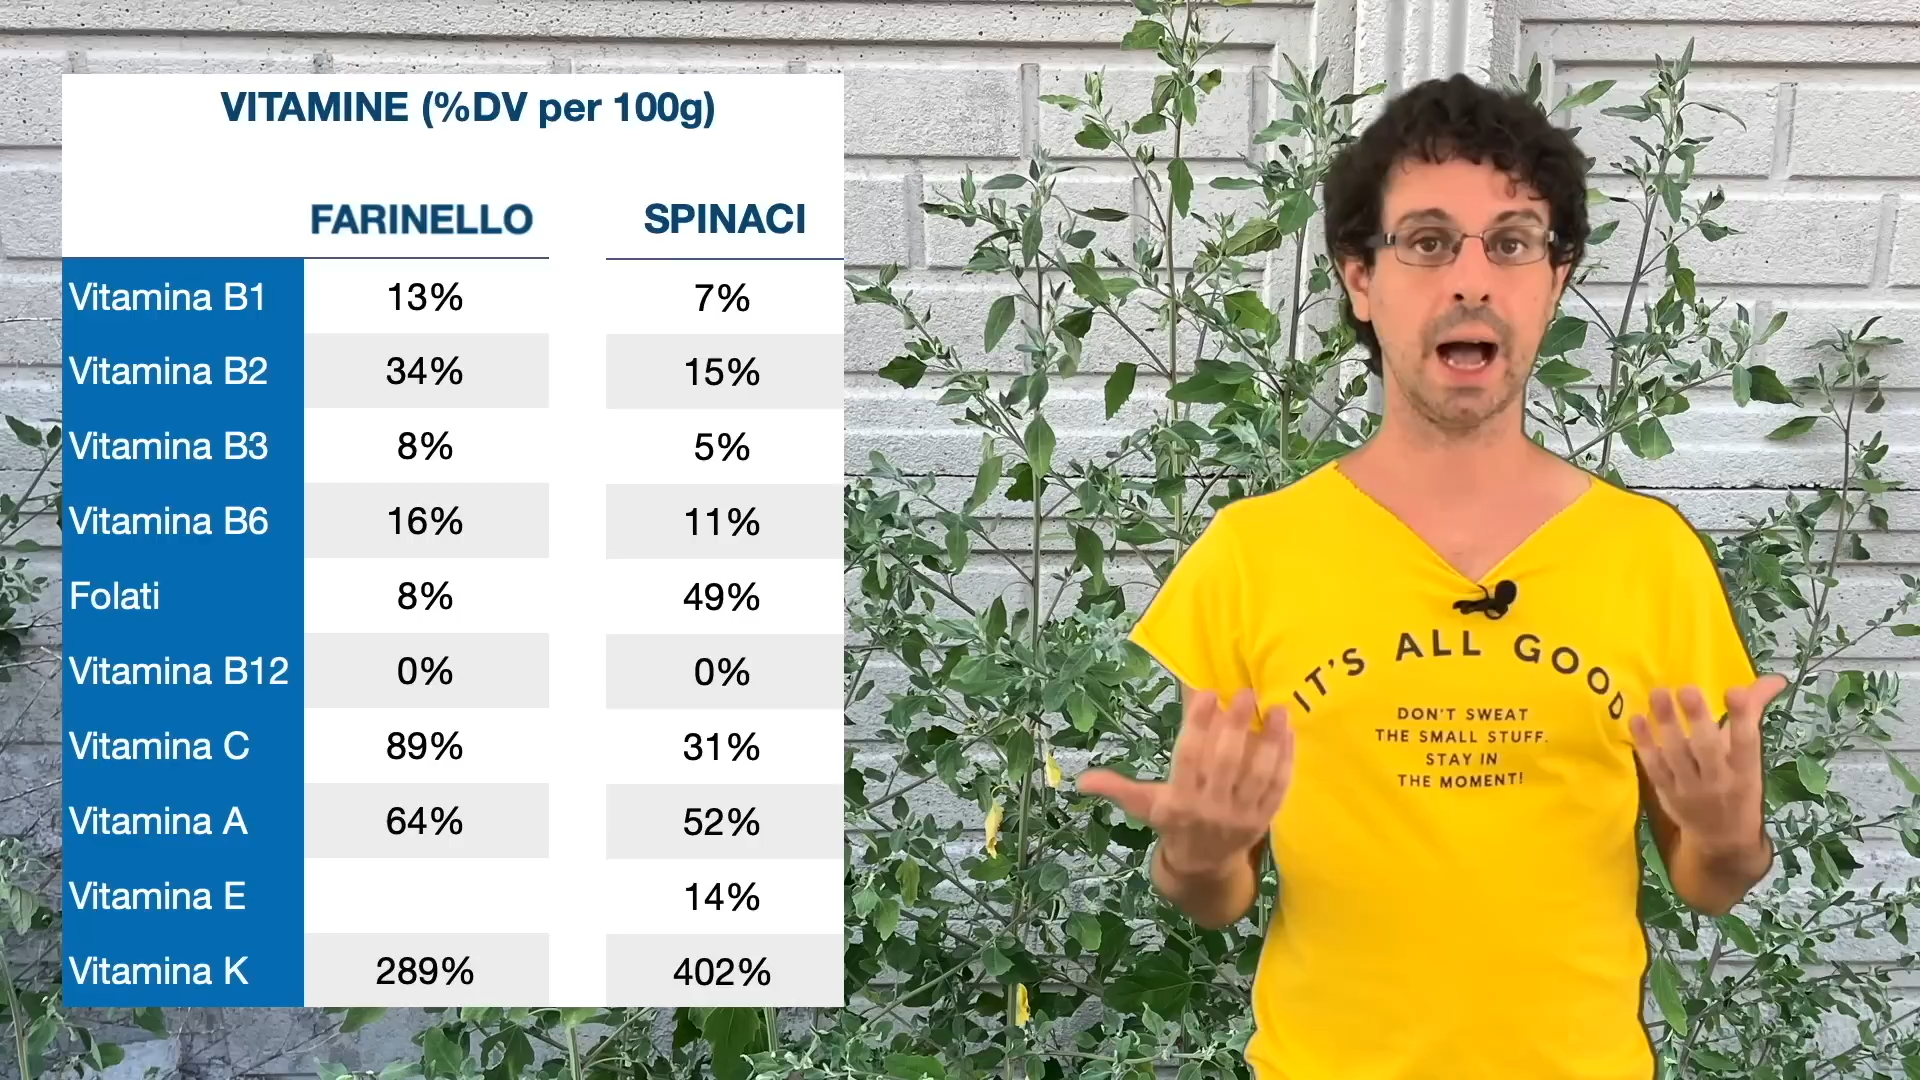 VITAMINE (%DV per 100g)
FARINELLO SPINACI
Vitamina B1 13% 7%
Vitamina B2 34% 15%
Vitamina B3 8% 5%
Vitamina B6 16% 11%
Folati 8% 49%
Vitamina B12 0% 0%
Vitamina C 89% 31%
Vitamina A 64% 52%
Vitamina E 14%
Vitamina K 289% 402%
IT'S ALL GOOD
DON'T SWEAT
THE SMALL STUFF.
STAY IN
THE MOMENT!